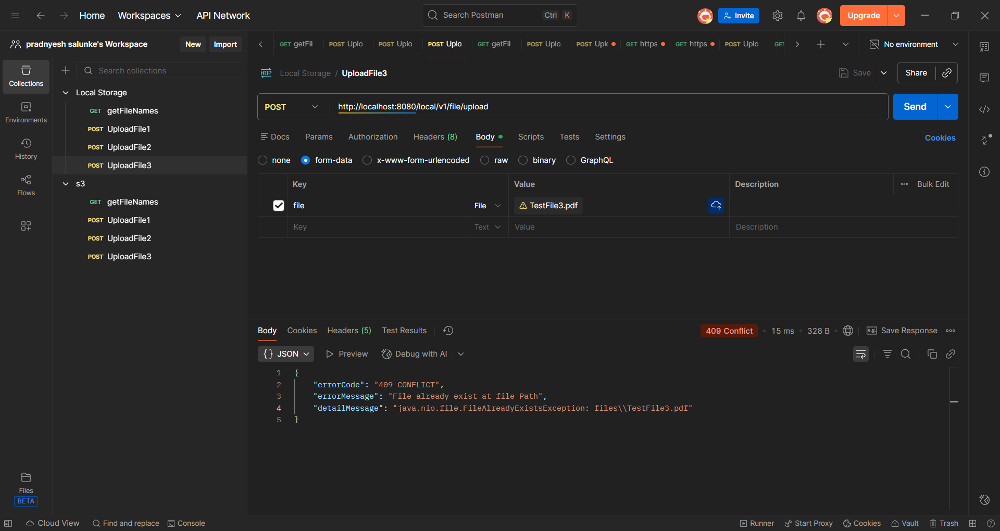 Home Workspaces API Network Search Postman Ctrl K Invite Upgrade
pradnyesh salunke's Workspace New Import
GET getFil POST Uplo POST Uplo POST Uplo GET getFil POST Uplo POST Uplc GET https GET https POST Uplo GET No environment
Collections
Environments
History
Flows
Files
BETA
Search collections
Local Storage
GET getFileNames
POST UploadFile1
POST UploadFile2
POST UploadFile3
s3
GET getFileNames
POST UploadFile1
POST UploadFile2
POST UploadFile3
HTTP Local Storage / UploadFile3 Save Share
POST http://localhost:8080/local/v1/file/upload Send
Docs Params Authorization Headers (8) Body Scripts Tests Settings Cookies
none form-data x-www-form-urlencoded raw binary GraphQL
Key Value Description Bulk Edit
file File TestFile3.pdf
Key Text Value Description
Body Cookies Headers (5) Test Results 409 Conflict • 15 ms • 328 B • e.g. Save Response
{} JSON Preview Debug with AI
1 {
2 "errorCode": "409 CONFLICT",
3 "errorMessage": "File already exist at file Path",
4 "detailMessage": "java.nio.file.FileAlreadyExistsException: files\\TestFile3.pdf"
5 }
Cloud View Find and replace Console Runner Start Proxy Cookies Vault Trash